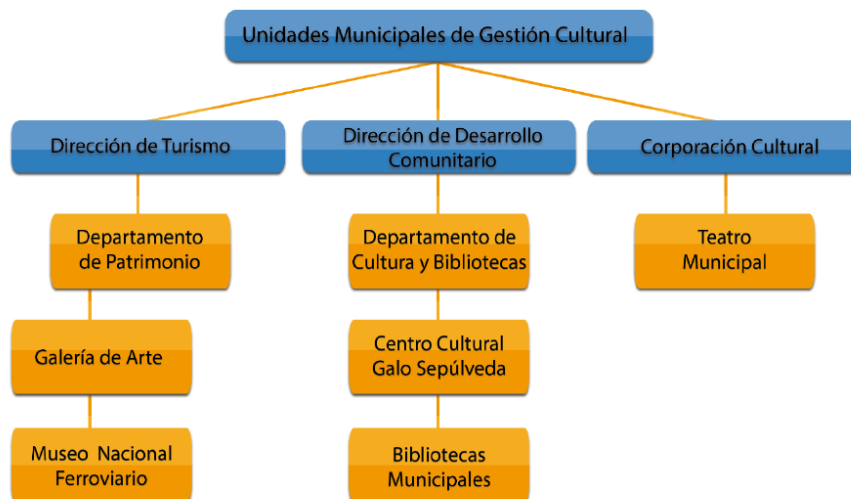 Unidades Municipales de Gestión Cultural
Dirección de Turismo
Dirección de Desarrollo
Comunitario
Corporación Cultural
Departamento
de Patrimonio
Departamento de
Cultura y Bibliotecas
Teatro
Municipal
Galería de Arte
Centro Cultural
Galo Sepúlveda
Museo Nacional
Ferroviario
Bibliotecas
Municipales